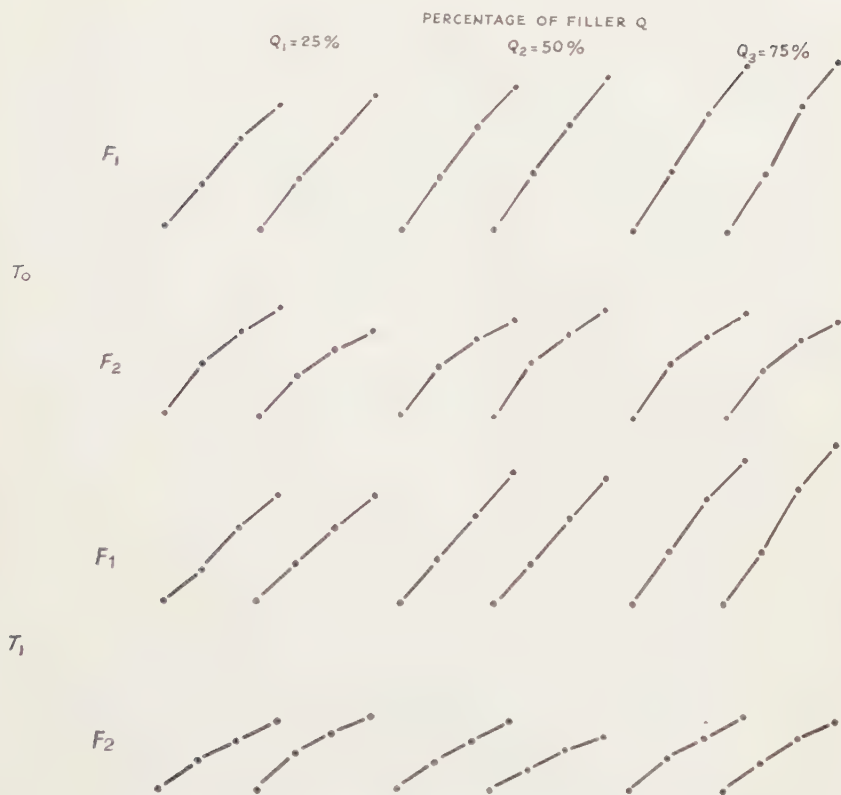 PERCENTAGE OF FILLER Q
Q₁=25% Q₂=50% Q₃=75%
F₁
T₀
F₂
F₁
T₁
F₂